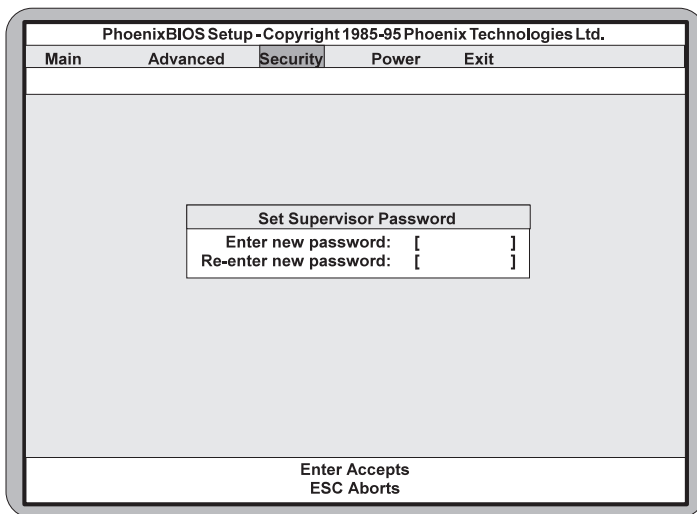 PhoenixBIOS Setup - Copyright 1985-95 Phoenix Technologies Ltd.
Main Advanced Security Power Exit
Set Supervisor Password
Enter new password: [ ]
Re-enter new password: [ ]
Enter Accepts
ESC Aborts